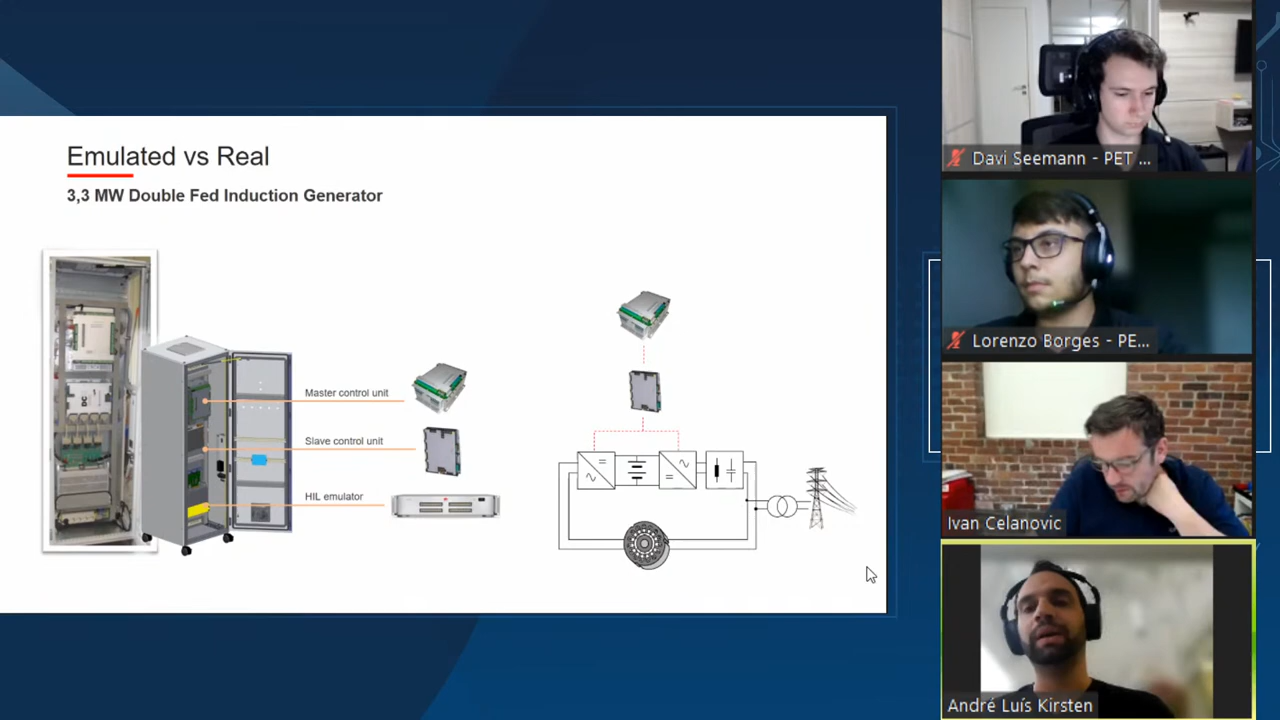 Emulated vs Real
3,3 MW Double Fed Induction Generator
Master control unit
Slave control unit
HIL emulator
Davi Seemann - PET ...
Lorenzo Borges - PE...
Ivan Celanovic
André Luís Kirsten